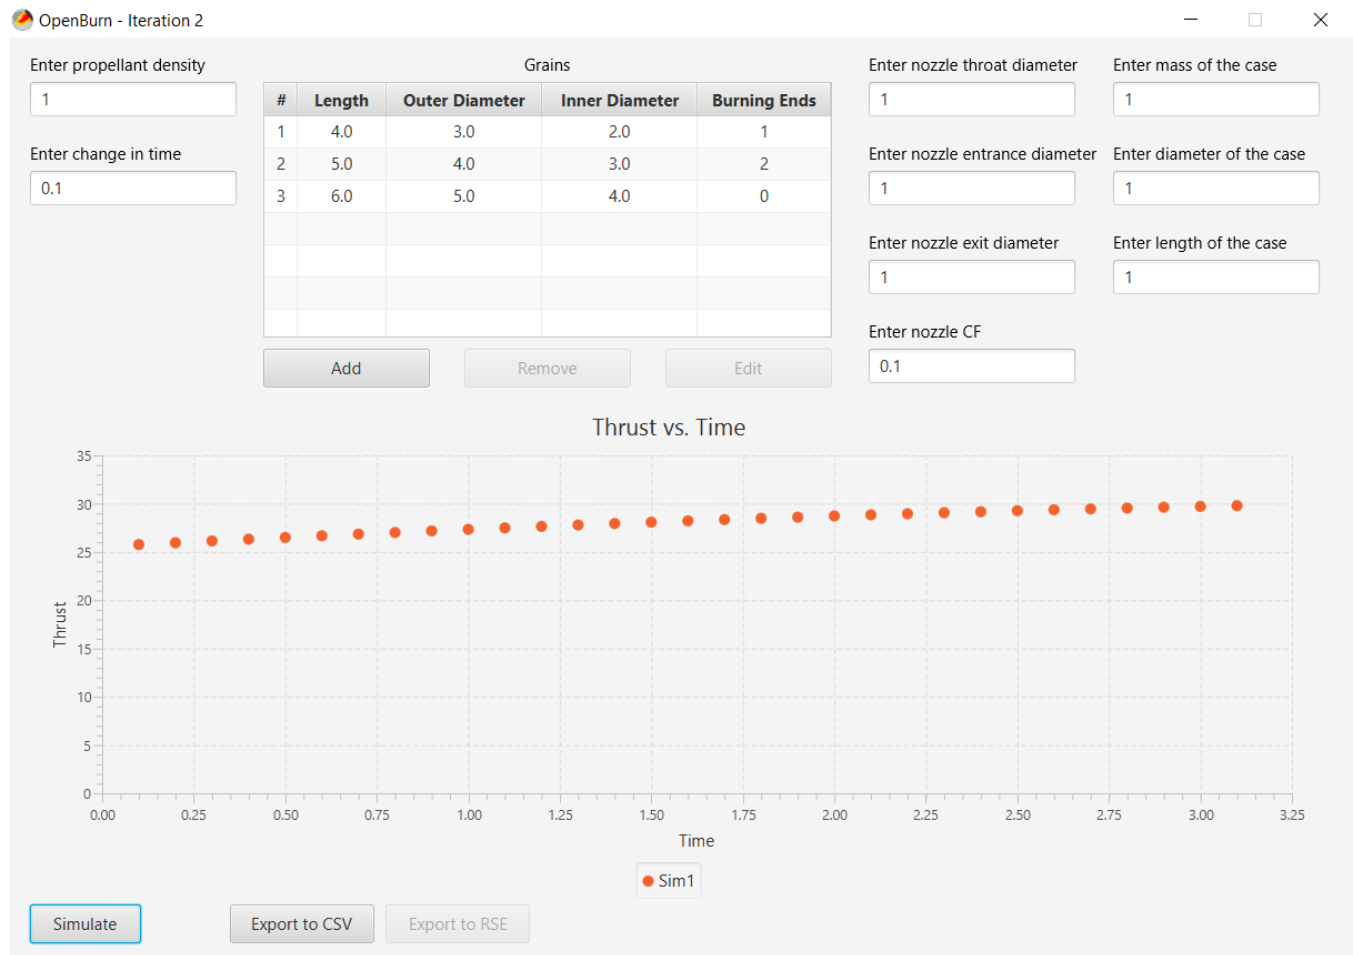 OpenBurn - Iteration 2
Enter propellant density
1
Enter change in time
0.1
Grains
# Length Outer Diameter Inner Diameter Burning Ends
1 4.0 3.0 2.0 1
2 5.0 4.0 3.0 2
3 6.0 5.0 4.0 0
Add Remove Edit
Enter nozzle throat diameter
1
Enter nozzle entrance diameter
1
Enter nozzle exit diameter
1
Enter nozzle CF
0.1
Enter mass of the case
1
Enter diameter of the case
1
Enter length of the case
1
Thrust vs. Time
35
30
25
20
15
10
5
0
Thrust
0.00 0.25 0.50 0.75 1.00 1.25 1.50 1.75 2.00 2.25 2.50 2.75 3.00 3.25
Time
Sim1
Simulate Export to CSV Export to RSE